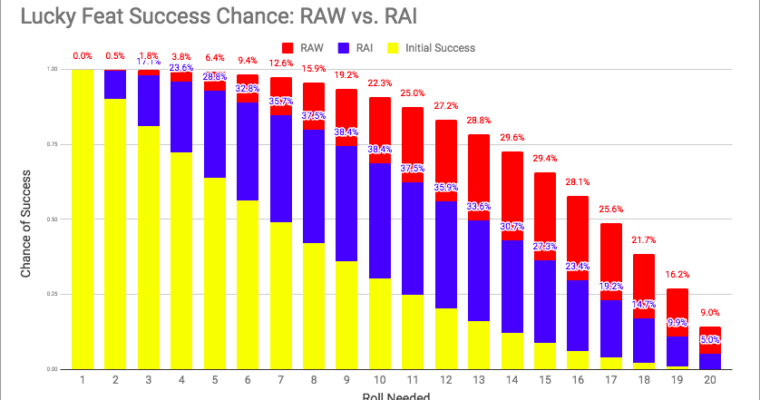 Lucky Feat Success Chance: RAW vs. RAI
RAW RAI Initial Success
0.0% 0.5% 1.8% 3.8% 6.4% 9.4% 12.6% 15.9% 19.2% 22.3% 25.0% 27.2% 28.8% 29.6% 29.4% 28.1% 25.6% 21.7% 16.2% 9.0%
17.1% 23.6% 28.8% 32.8% 35.7% 37.5% 38.4% 38.4% 37.5% 35.9% 33.6% 30.7% 27.3% 23.4% 19.2% 14.7% 9.9% 5.0%
1.00
0.75
0.50
0.25
0.00
Chance of Success
1 2 3 4 5 6 7 8 9 10 11 12 13 14 15 16 17 18 19 20
Roll Needed